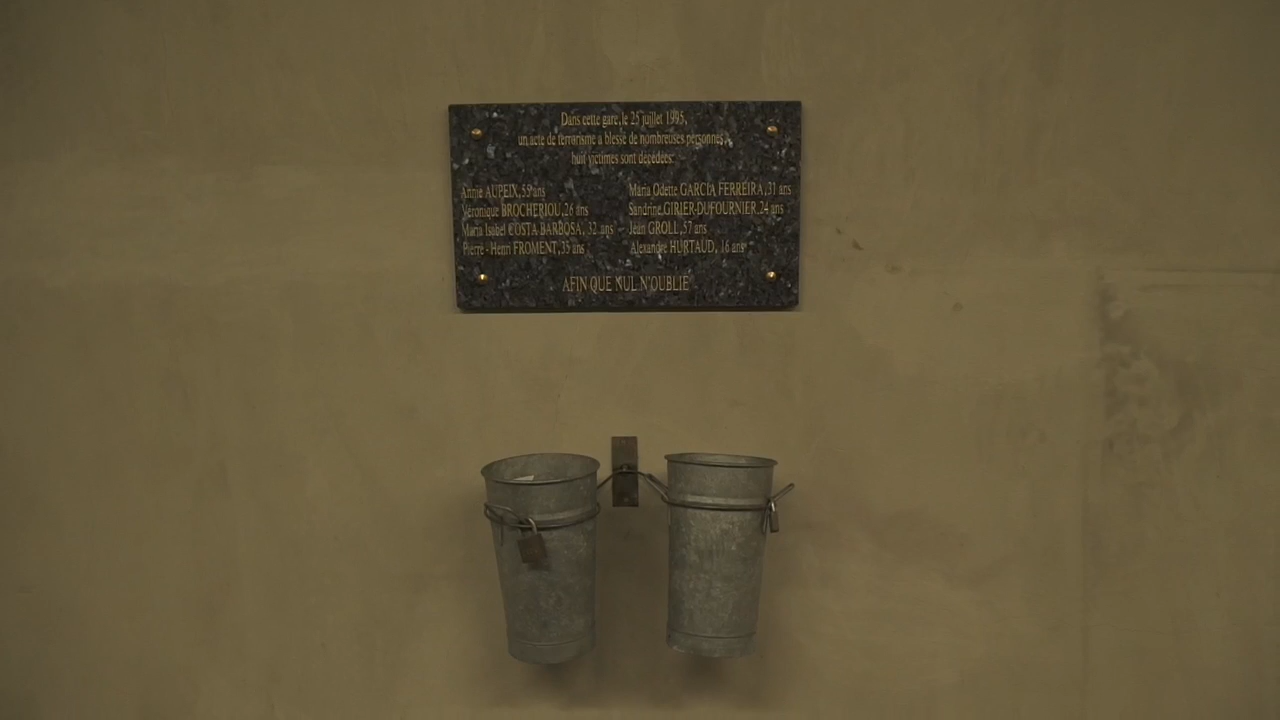 Dans cette gare, le 25 juillet 1995,
un acte de terrorisme a blessé de nombreuses personnes,
huit victimes sont décédées:
Annie AUPEIX, 55 ans
Véronique BROCHERIOU, 26 ans
Maria Isabel COSTA BARBOSA, 32 ans
Pierre - Henri FROMENT, 35 ans
Maria Odette GARCIA FERREIRA, 31 ans
Sandrine GIRIER-DUFOURNIER, 24 ans
Jean GROLL, 57 ans
Alexandre HURTAUD, 16 ans
AFIN QUE NUL N'OUBLIE